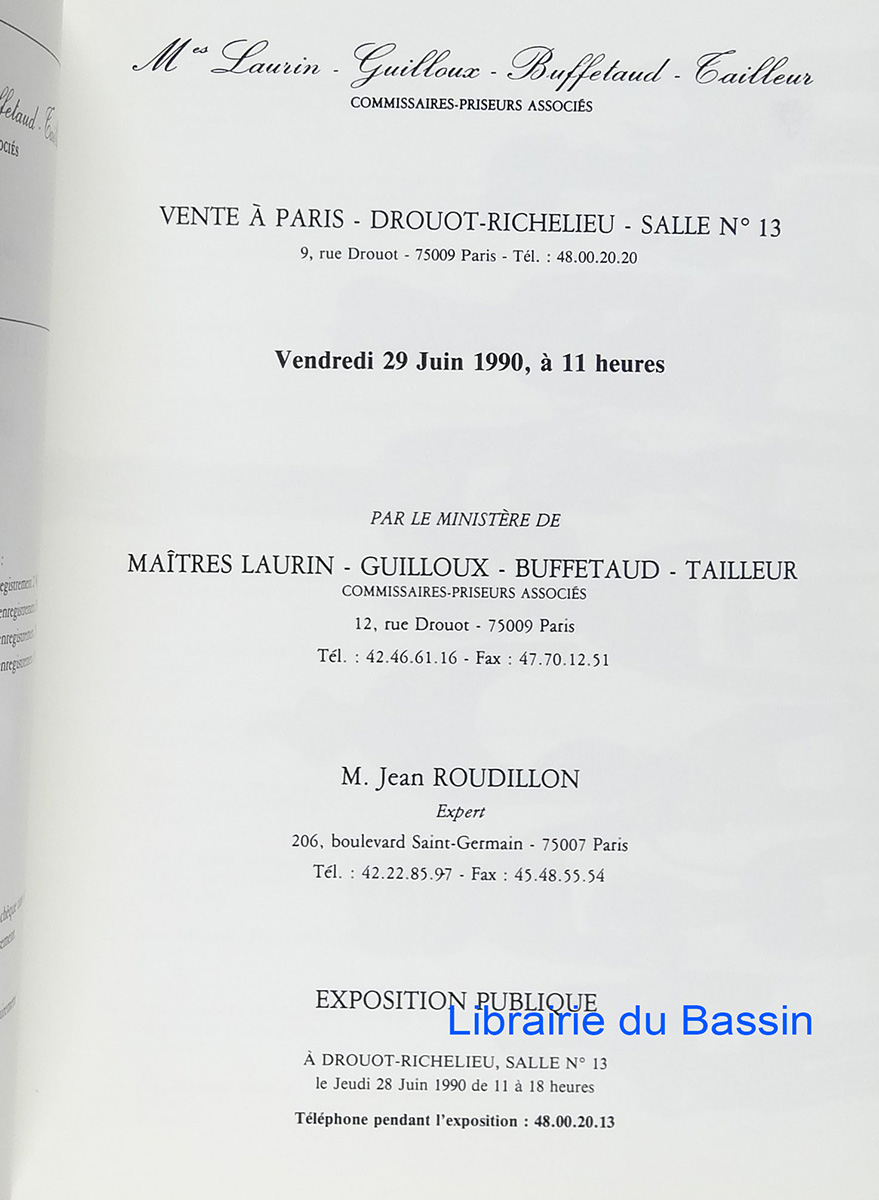 Mes Laurin - Guilloux - Buffetaud - Tailleur
COMMISSAIRES-PRISEURS ASSOCIÉS
VENTE À PARIS - DROUOT-RICHELIEU - SALLE N° 13
9, rue Drouot - 75009 Paris - Tél. : 48.00.20.20
Vendredi 29 Juin 1990, à 11 heures
PAR LE MINISTÈRE DE
MAÎTRES LAURIN - GUILLOUX - BUFFETAUD - TAILLEUR
COMMISSAIRES-PRISEURS ASSOCIÉS
12, rue Drouot - 75009 Paris
Tél. : 42.46.61.16 - Fax : 47.70.12.51
M. Jean ROUDILLON
Expert
206, boulevard Saint-Germain - 75007 Paris
Tél. : 42.22.85.97 - Fax : 45.48.55.54
EXPOSITION PUBLIQUE
Librairie du Bassin
À DROUOT-RICHELIEU, SALLE N° 13
le Jeudi 28 Juin 1990 de 11 à 18 heures
Téléphone pendant l'exposition : 48.00.20.13